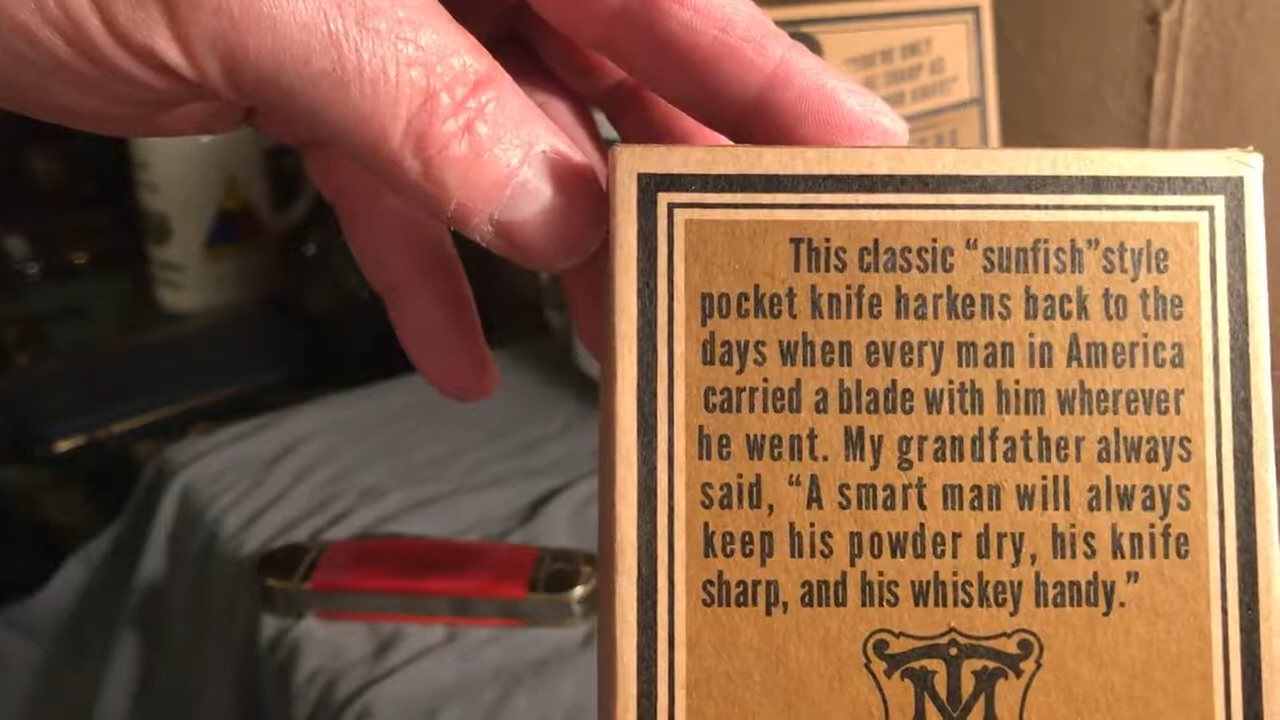 This classic “sunfish”style
pocket knife harkens back to the
days when every man in America
carried a blade with him wherever
he went. My grandfather always
said, “A smart man will always
keep his powder dry, his knife
sharp, and his whiskey handy.”
TM